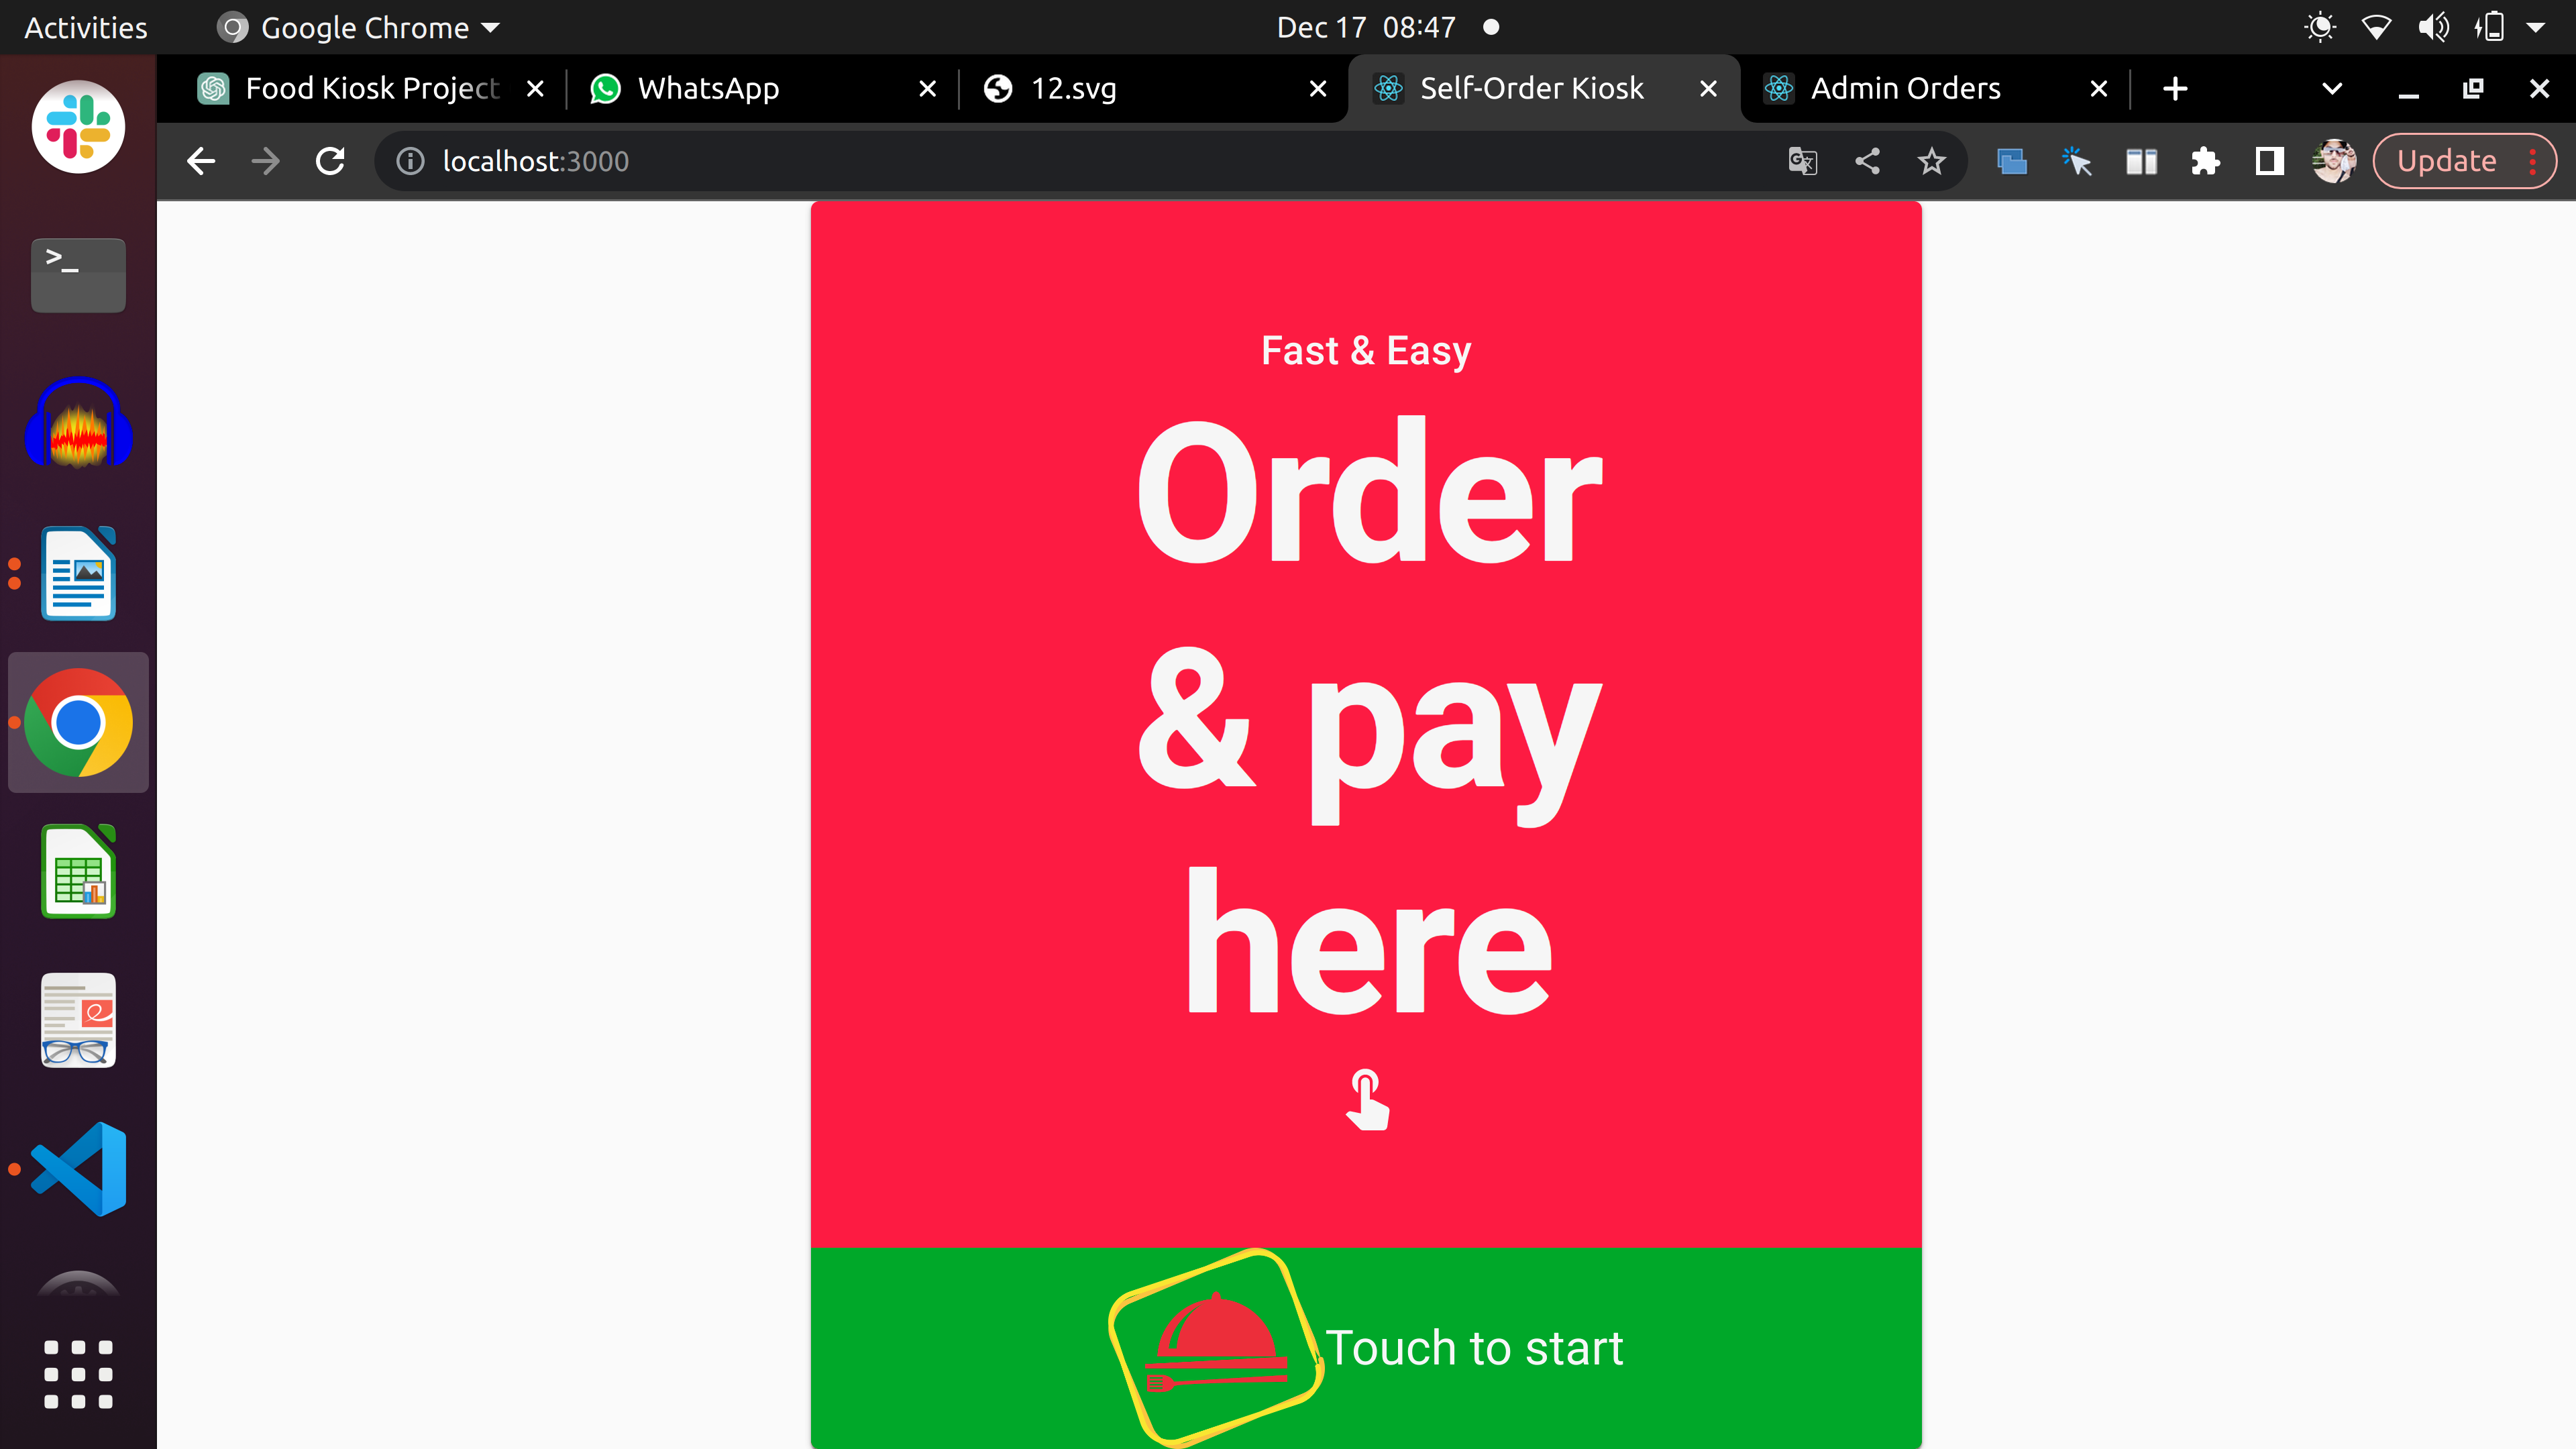 Activities
Google Chrome
Dec 17 08:47
Food Kiosk Project
WhatsApp
12.svg
Self-Order Kiosk
Admin Orders
localhost:3000
Update
>_
Fast & Easy
Order
& pay
here
Touch to start